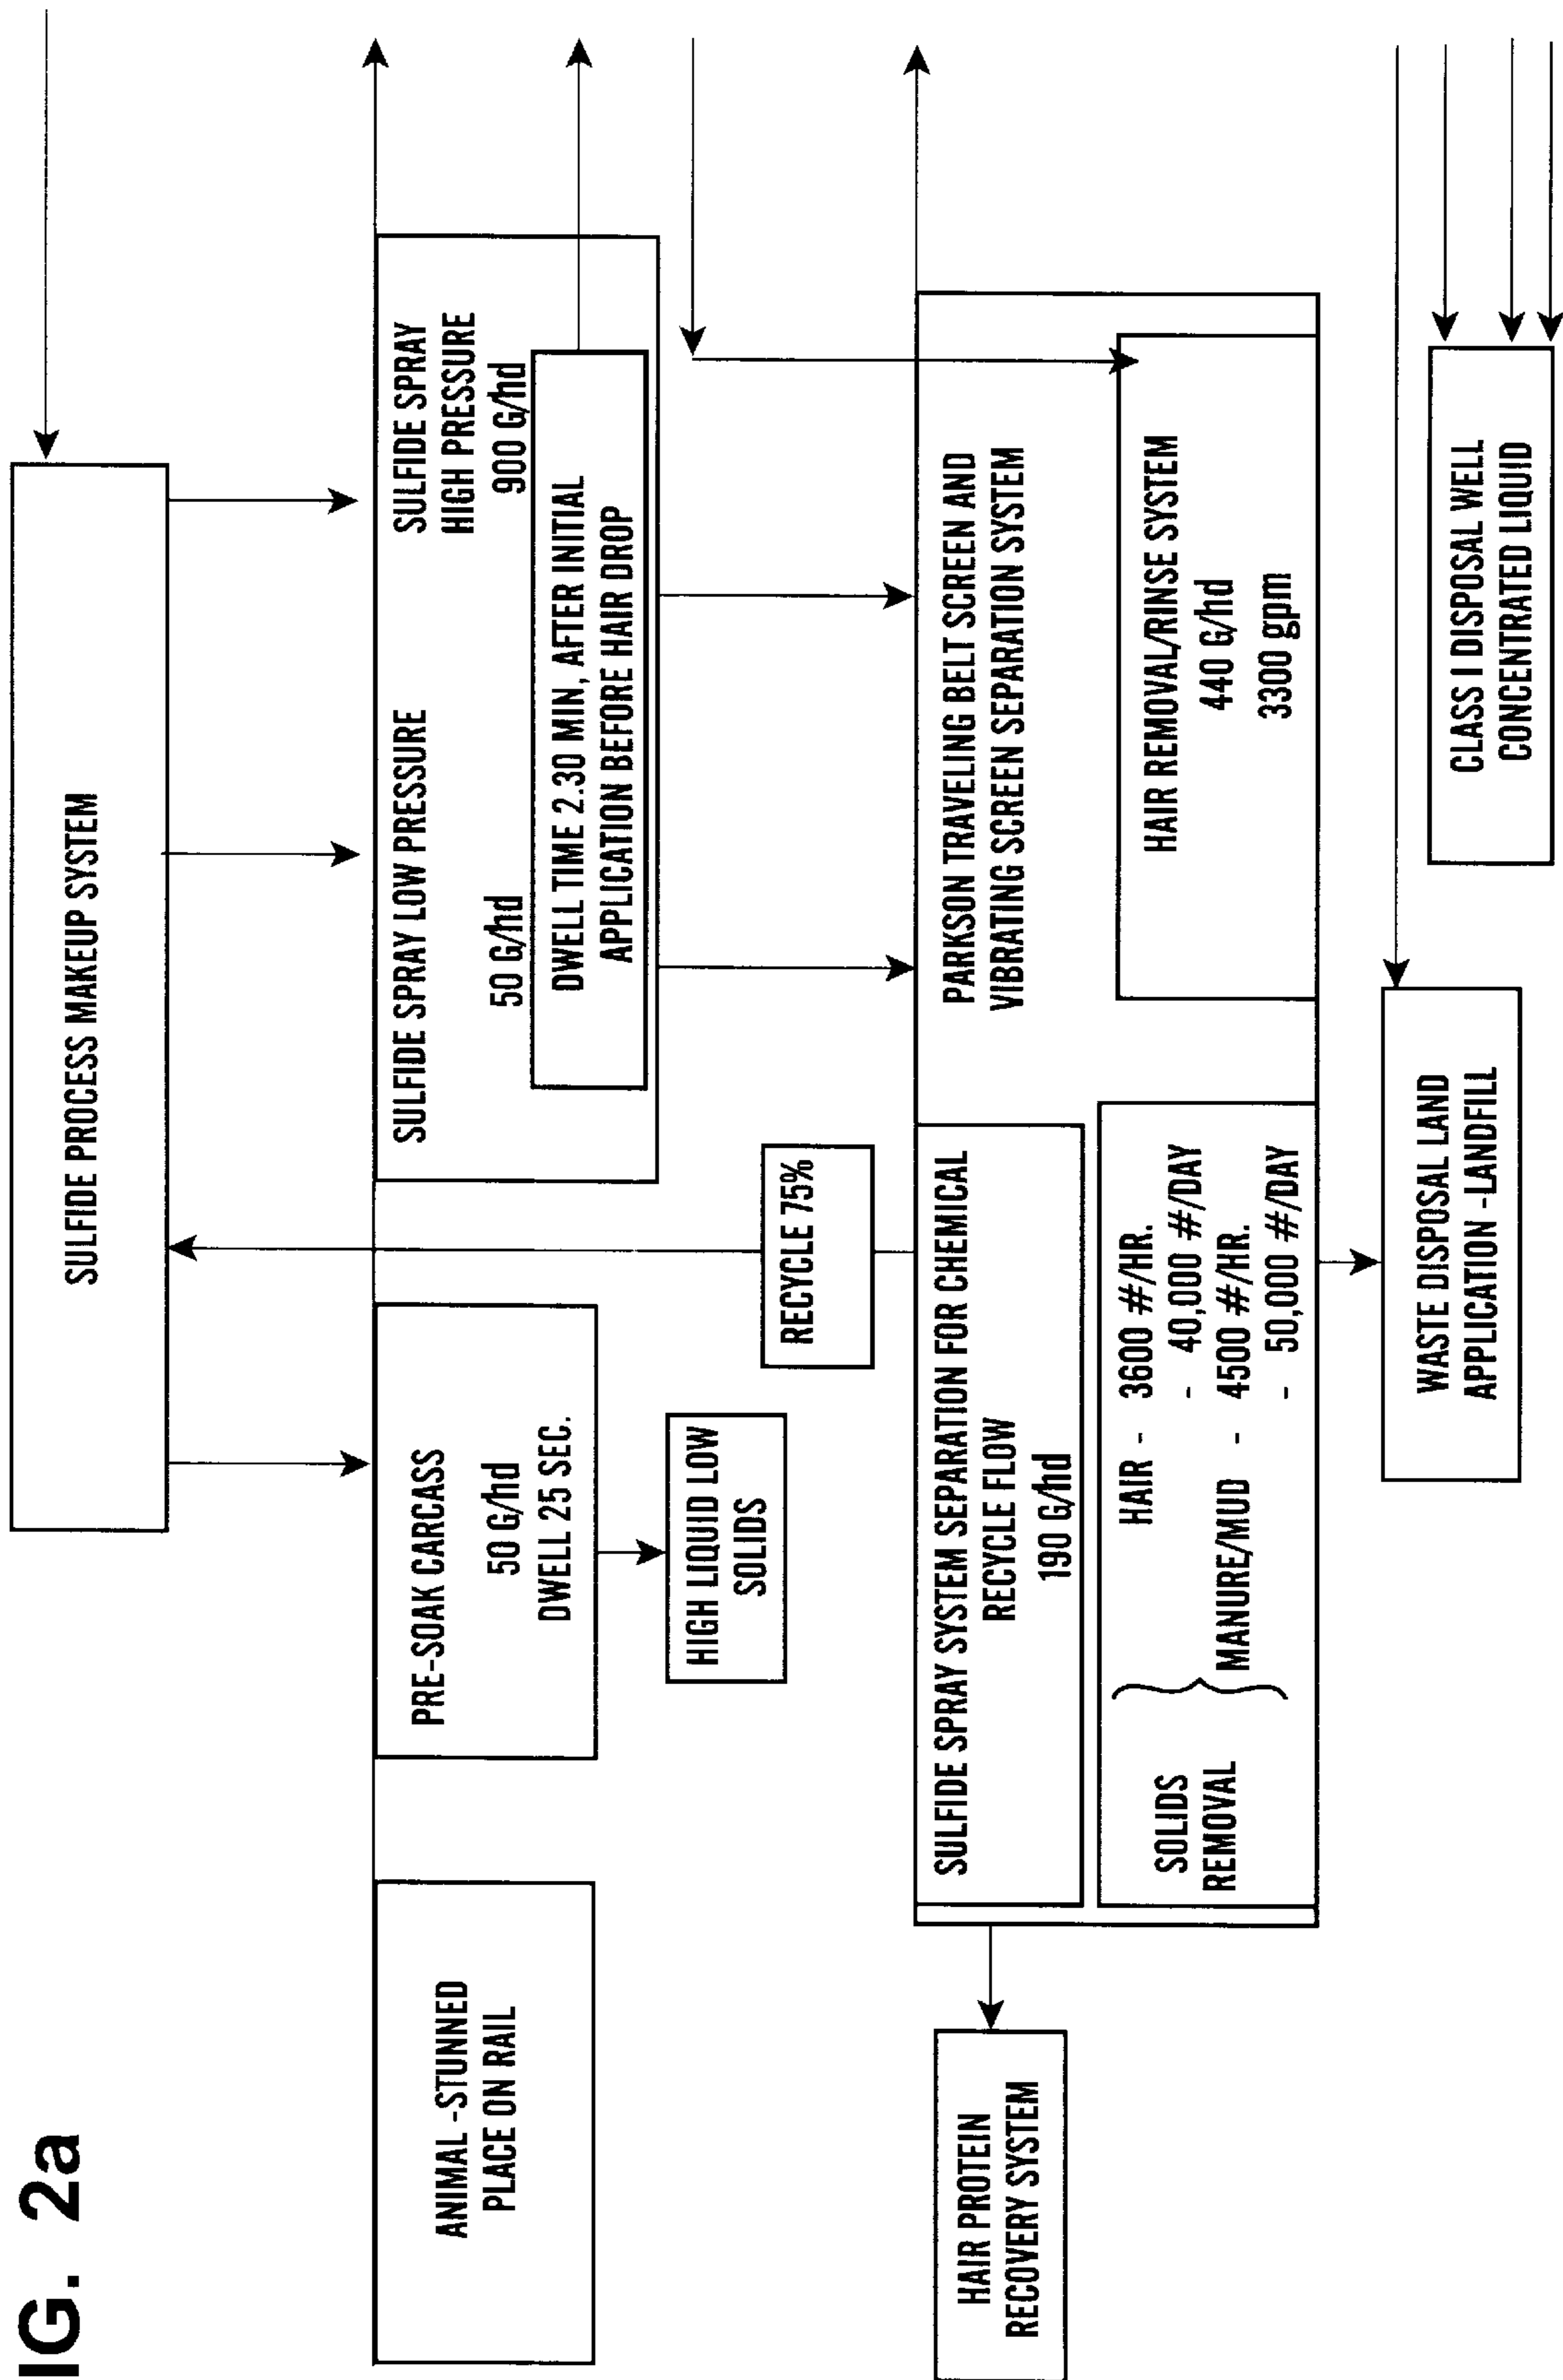 IG. 2a
SULFIDE PROCESS MAKEUP SYSTEM
ANIMAL -STUNNED
PLACE ON RAIL
PRE-SOAK CARCASS
50 G/hd
DWELL 25 SEC.
SULFIDE SPRAY LOW PRESSURE
50 G/hd
SULFIDE SPRAY
HIGH PRESSURE
900 G/hd
DWELL TIME 2.30 MIN, AFTER INITIAL
APPLICATION BEFORE HAIR DROP
HIGH LIQUID LOW
SOLIDS
RECYCLE 75%
HAIR PROTEIN
RECOVERY SYSTEM
SULFIDE SPRAY SYSTEM SEPARATION FOR CHEMICAL
RECYCLE FLOW
190 G/hd
PARKSON TRAVELING BELT SCREEN AND
VIBRATING SCREEN SEPARATION SYSTEM
SOLIDS
REMOVAL
HAIR - 3600 #/HR.
- 40,000 #/DAY
MANURE/MUD - 4500 #/HR.
- 50,000 #/DAY
HAIR REMOVAL/RINSE SYSTEM
440 G/hd
3300 gpm
WASTE DISPOSAL LAND
APPLICATION -LANDFILL
CLASS I DISPOSAL WELL
CONCENTRATED LIQUID